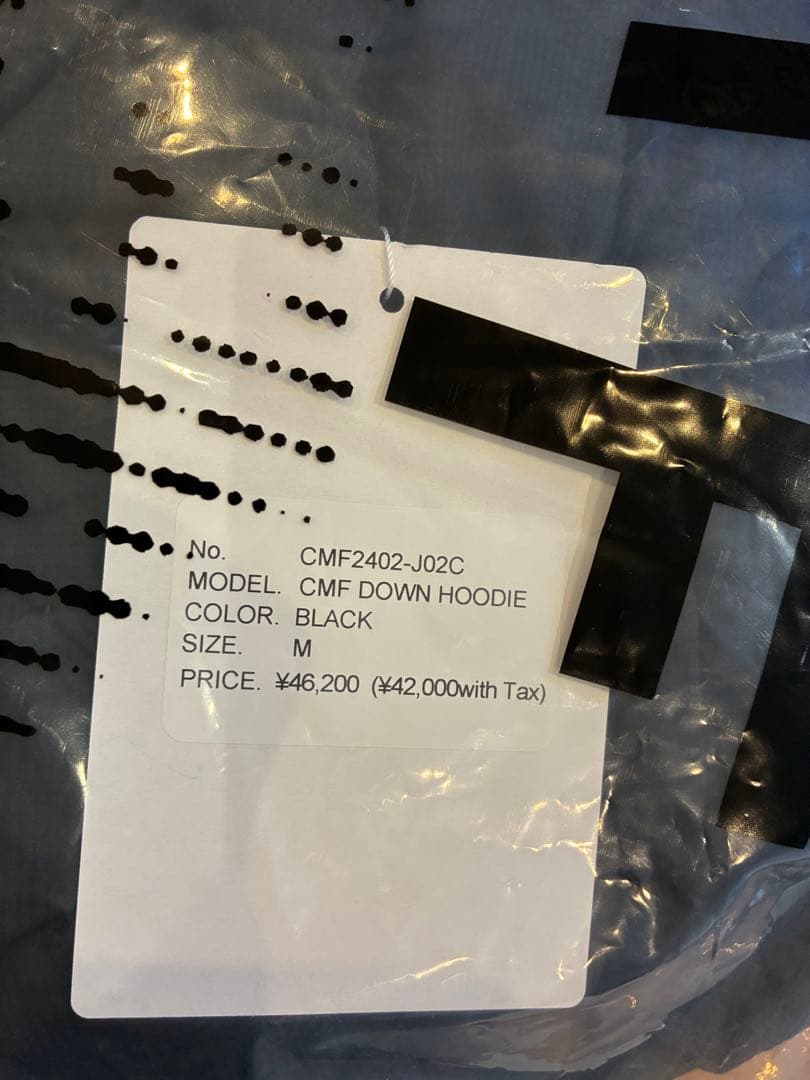 No. CMF2402-J02C
MODEL. CMF DOWN HOODIE
COLOR. BLACK
SIZE. M
PRICE. ¥46,200 (¥42,000with Tax)